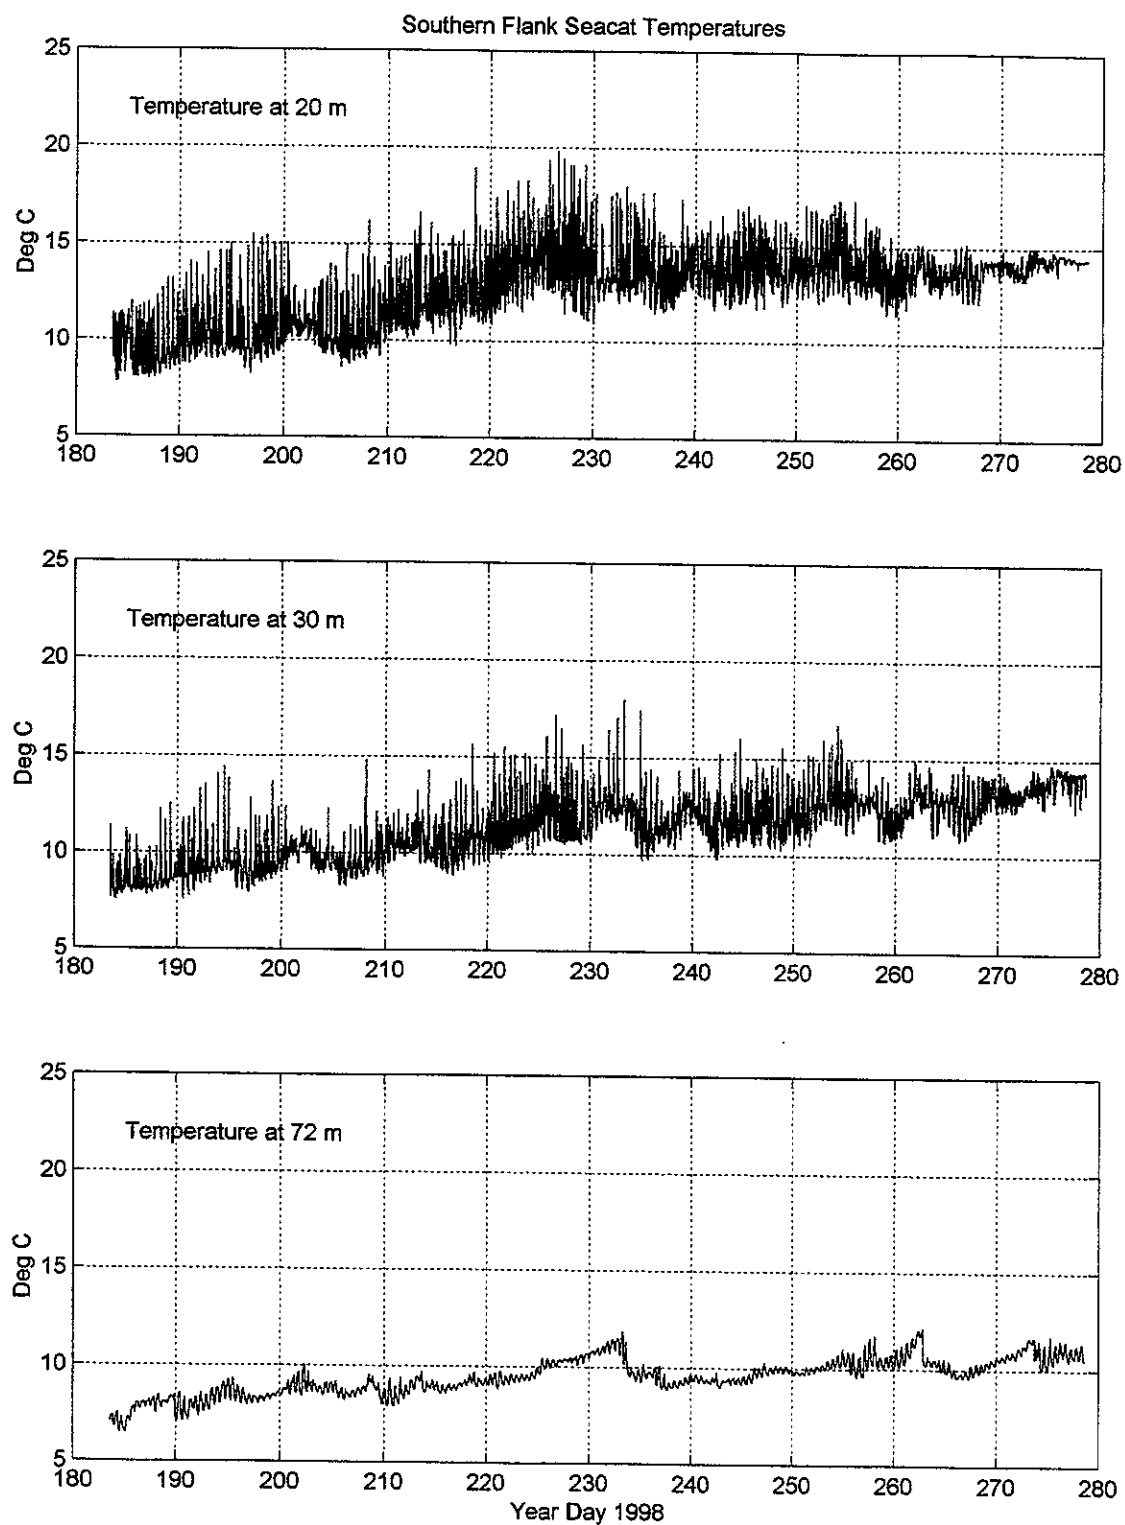 Southern Flank Seacat Temperatures
25
20
15
10
5
Deg C
Temperature at 20 m
180 190 200 210 220 230 240 250 260 270 280
25
20
15
10
5
Deg C
Temperature at 30 m
180 190 200 210 220 230 240 250 260 270 280
25
20
15
10
5
Deg C
Temperature at 72 m
180 190 200 210 220 230 240 250 260 270 280
Year Day 1998